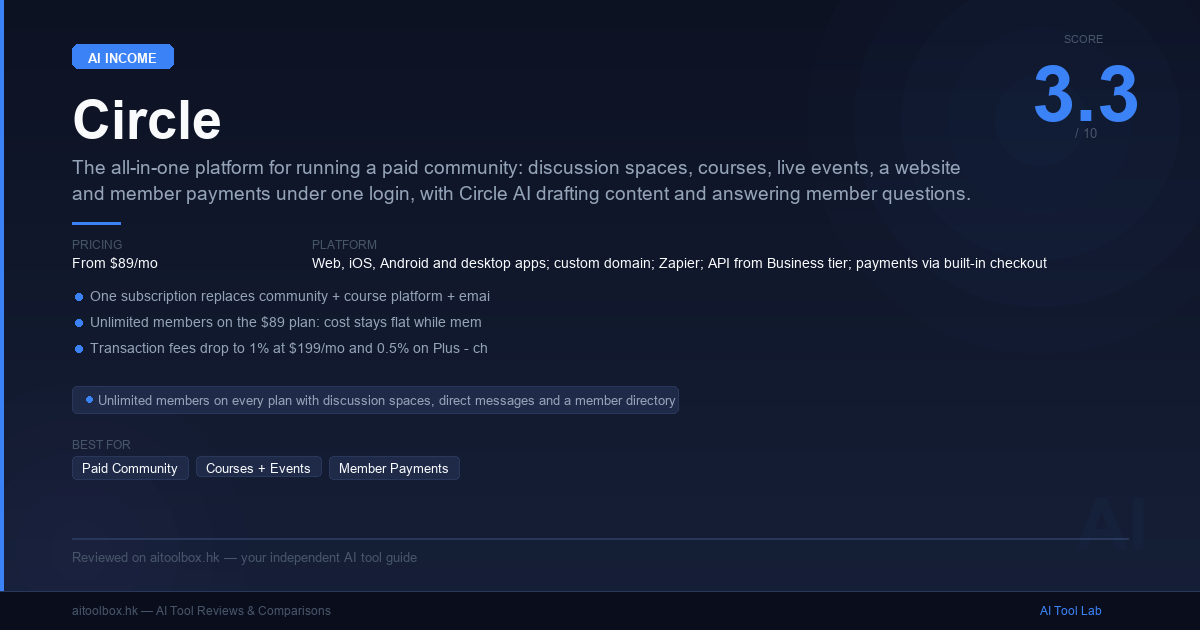 AI INCOME
SCORE
3.3
/ 10
Circle
The all-in-one platform for running a paid community: discussion spaces, courses, live events, a website
and member payments under one login, with Circle AI drafting content and answering member questions.
PRICING
PLATFORM
From $89/mo
Web, iOS, Android and desktop apps; custom domain; Zapier; API from Business tier; payments via built-in checkout
One subscription replaces community + course platform + emai
Unlimited members on the $89 plan: cost stays flat while mem
Transaction fees drop to 1% at $199/mo and 0.5% on Plus - ch
Unlimited members on every plan with discussion spaces, direct messages and a member directory
BEST FOR
Paid Community
Courses + Events
Member Payments
AI
Reviewed on aitoolbox.hk — your independent AI tool guide
aitoolbox.hk — AI Tool Reviews & Comparisons
AI Tool Lab